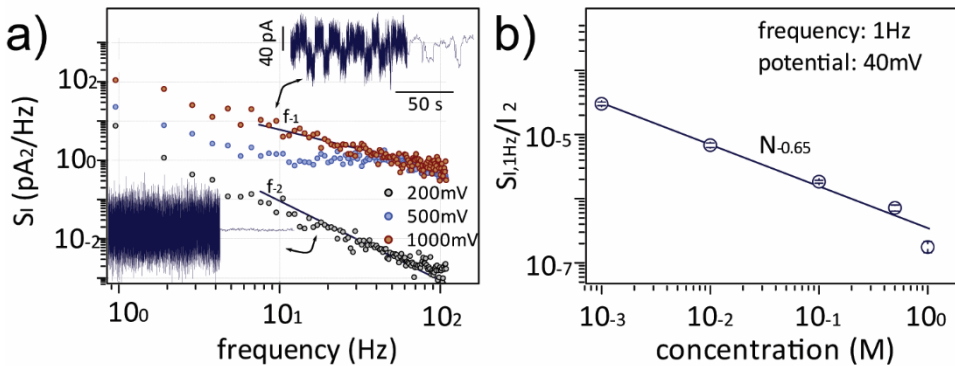 a)
40 pA
50 s
10²
10⁰
10-2
SI (pA2/Hz)
f-1
f-2
200mV
500mV
1000mV
10⁰
10¹
10²
frequency (Hz)
b)
frequency: 1Hz
potential: 40mV
SI,1Hz/I 2
10-5
10-7
N-0.65
10-3
10-2
10-1
10⁰
concentration (M)